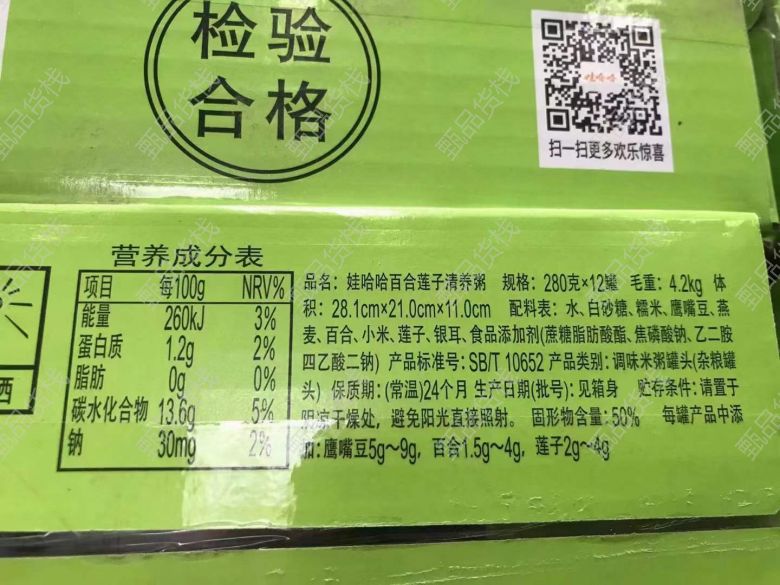 检验
合格
娃哈哈
扫一扫更多欢乐惊喜
营养成分表
项目 每100g NRV%
能量 260kJ 3%
蛋白质 1.2g 2%
脂肪 0g 0%
碳水化合物 13.6g 5%
钠 30mg 2%
品名：娃哈哈百合莲子清养粥 规格：280克×12罐 毛重：4.2kg 体
积：28.1cm×21.0cm×11.0cm 配料表：水、白砂糖、糯米、鹰嘴豆、燕
麦、百合、小米、莲子、银耳、食品添加剂(蔗糖脂肪酸酯、焦磷酸钠、乙二胺
四乙酸二钠) 产品标准号：SB/T 10652 产品类别：调味米粥罐头(杂粮罐
头) 保质期：(常温)24个月 生产日期(批号)：见箱身 贮存条件：请置于
阴凉干燥处，避免阳光直接照射。 固形物含量：50% 每罐产品中添
加：鹰嘴豆5g～9g，百合1.5g～4g，莲子2g～4g
西
甄品货栈